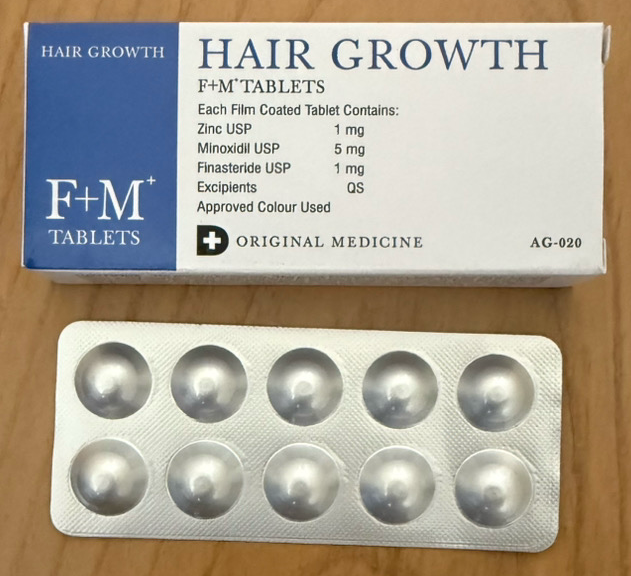 HAIR GROWTH
F+M+
TABLETS
HAIR GROWTH
F+M+TABLETS
Each Film Coated Tablet Contains:
Zinc USP 1 mg
Minoxidil USP 5 mg
Finasteride USP 1 mg
Excipients QS
Approved Colour Used
ORIGINAL MEDICINE
AG-020